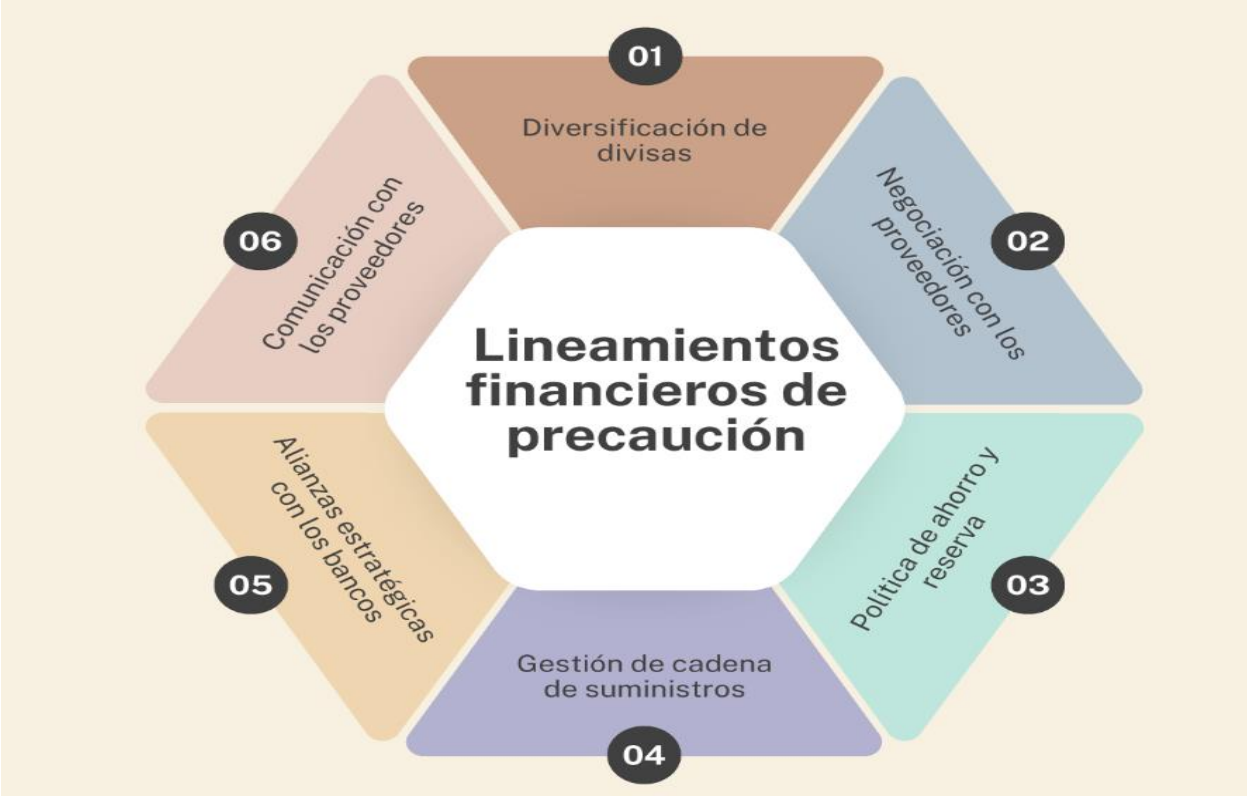 01
Diversificación de
divisas
02
Negociación con los
proveedores
03
Política de ahorro y
reserva
04
Gestión de cadena
de suministros
05
Alianzas estratégicas
con los bancos
06
Comunicación con
los proveedores
Lineamientos
financieros de
precaución